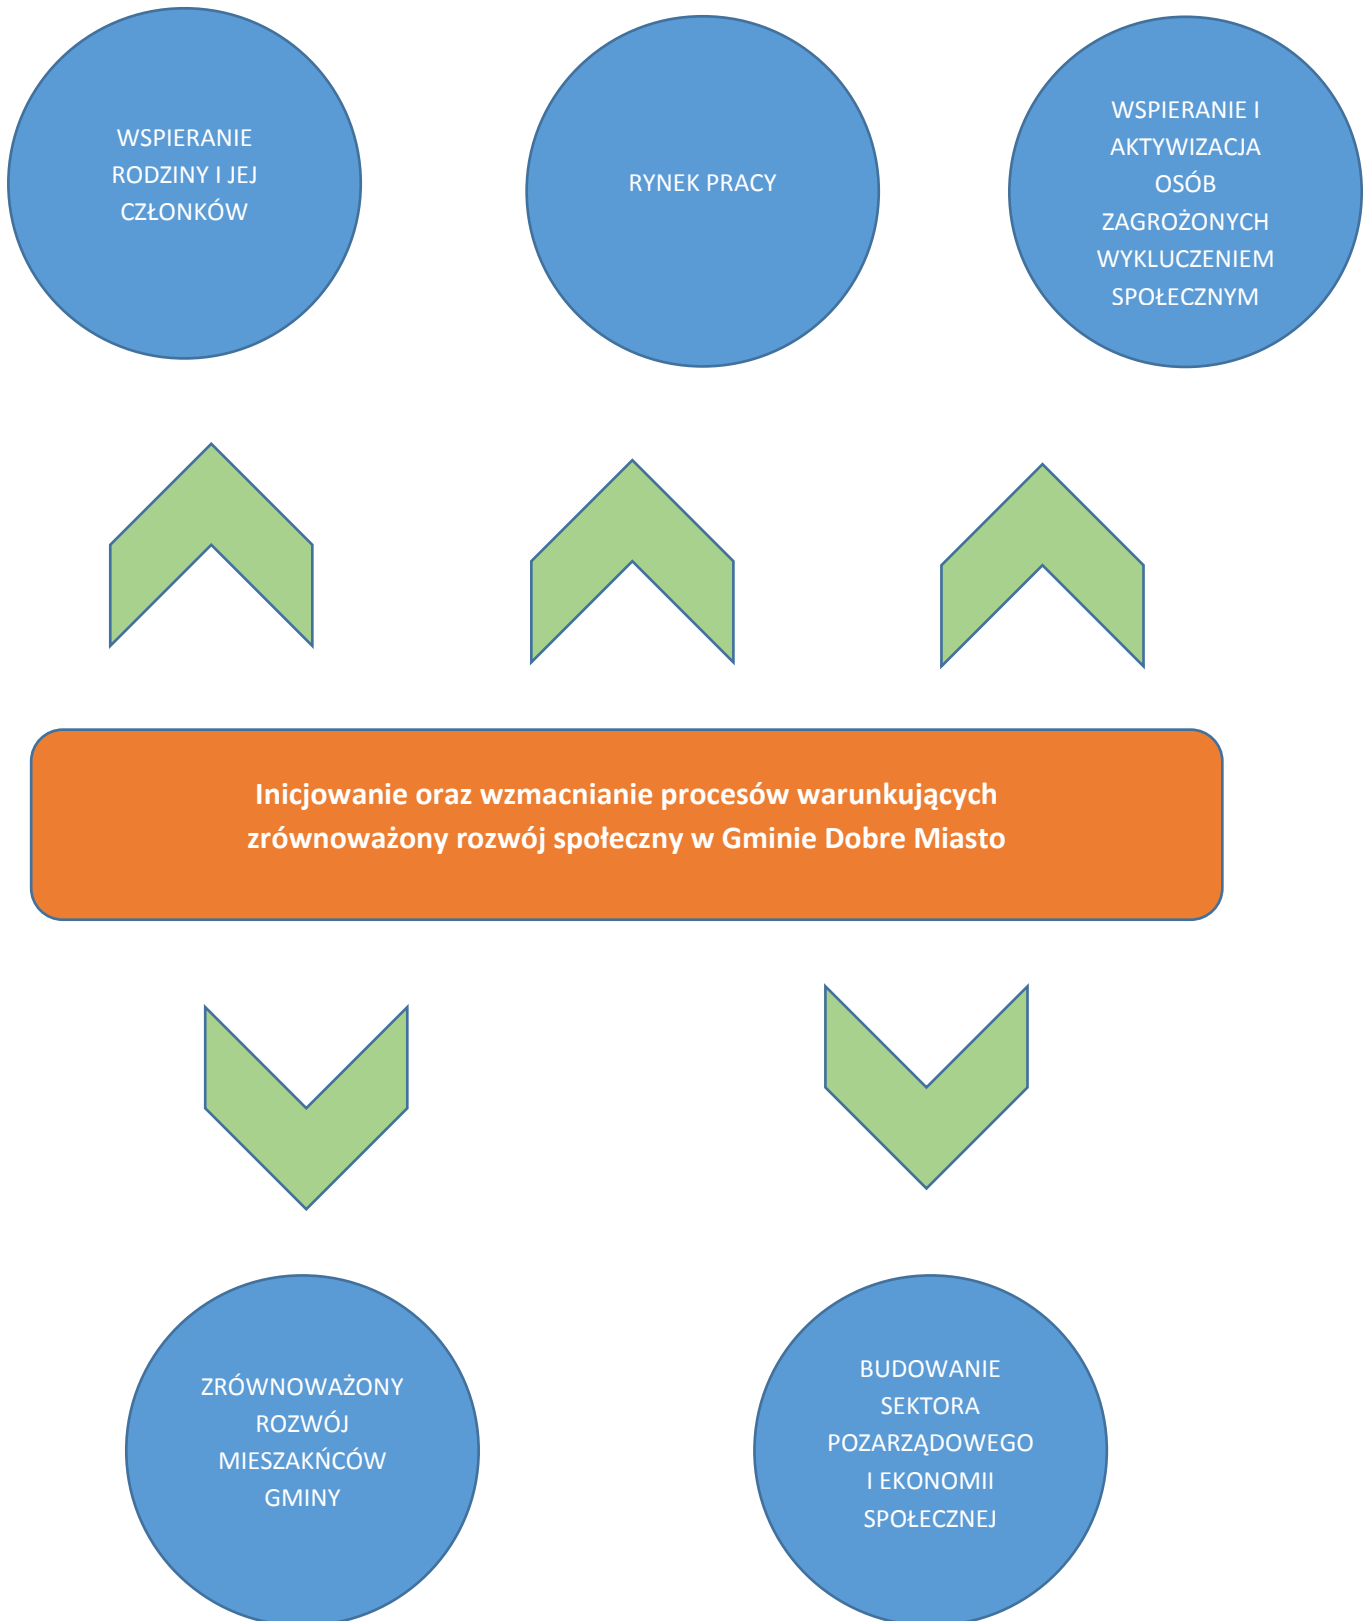 WSPIERANIE
RODZINY I JEJ
CZŁONKÓW
RYNEK PRACY
WSPIERANIE I
AKTYWIZACJA
OSÓB
ZAGROŻONYCH
WYKLUCZENIEM
SPOŁECZNYM
Inicjowanie oraz wzmacnianie procesów warunkujących
zrównoważony rozwój społeczny w Gminie Dobre Miasto
ZRÓWNOWAŻONY
ROZWÓJ
MIESZAKŃCÓW
GMINY
BUDOWANIE
SEKTORA
POZARZĄDOWEGO
I EKONOMII
SPOŁECZNEJ